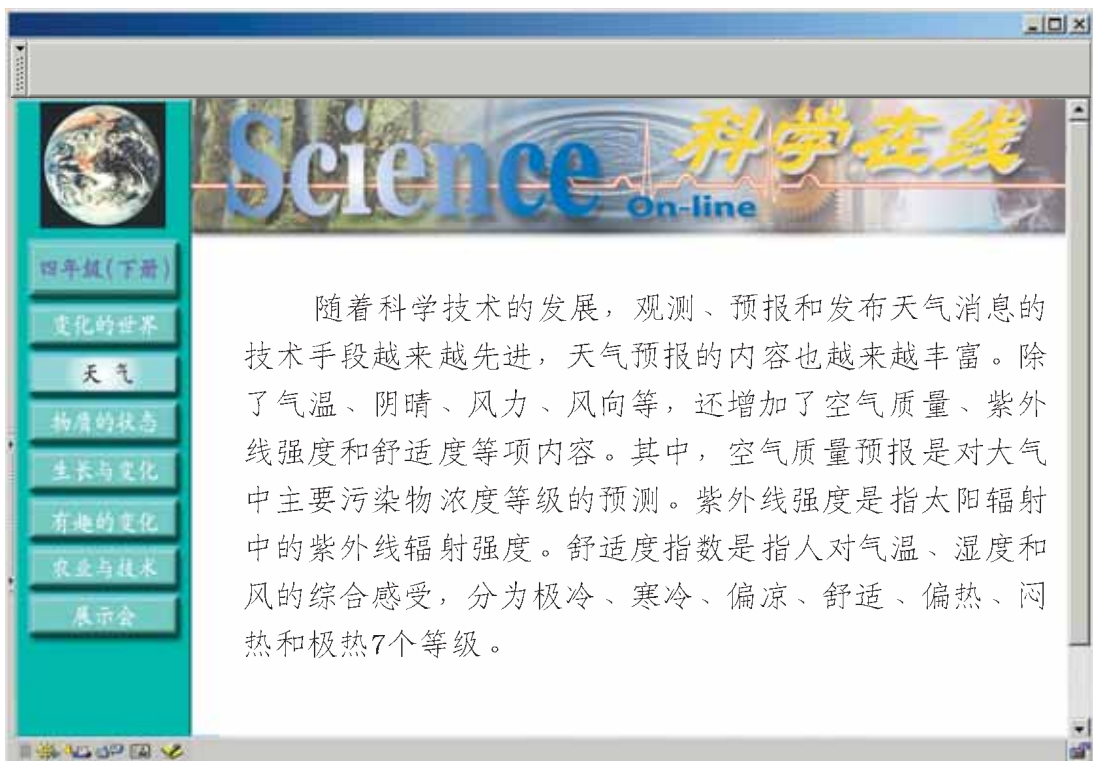 Science
科学在线
On-line
四年级(下册)
变化的世界
天气
物质的状态
生长与变化
有趣的变化
农业与技术
展示会
随着科学技术的发展，观测、预报和发布天气消息的
技术手段越来越先进，天气预报的内容也越来越丰富。除
了气温、阴晴、风力、风向等，还增加了空气质量、紫外
线强度和舒适度等项内容。其中，空气质量预报是对大气
中主要污染物浓度等级的预测。紫外线强度是指太阳辐射
中的紫外线辐射强度。舒适度指数是指人对气温、湿度和
风的综合感受，分为极冷、寒冷、偏凉、舒适、偏热、闷
热和极热7个等级。